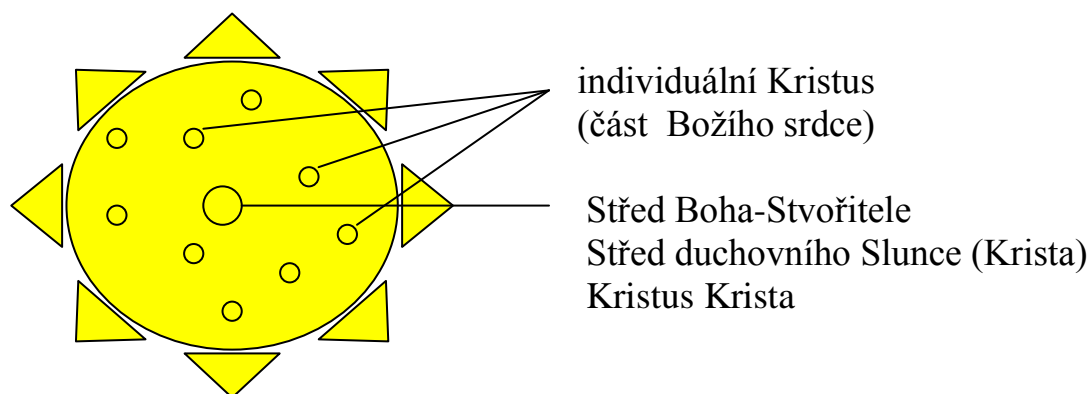 individuální Kristus
(část Božího srdce)
Střed Boha-Stvořitele
Střed duchovního Slunce (Krista)
Kristus Krista